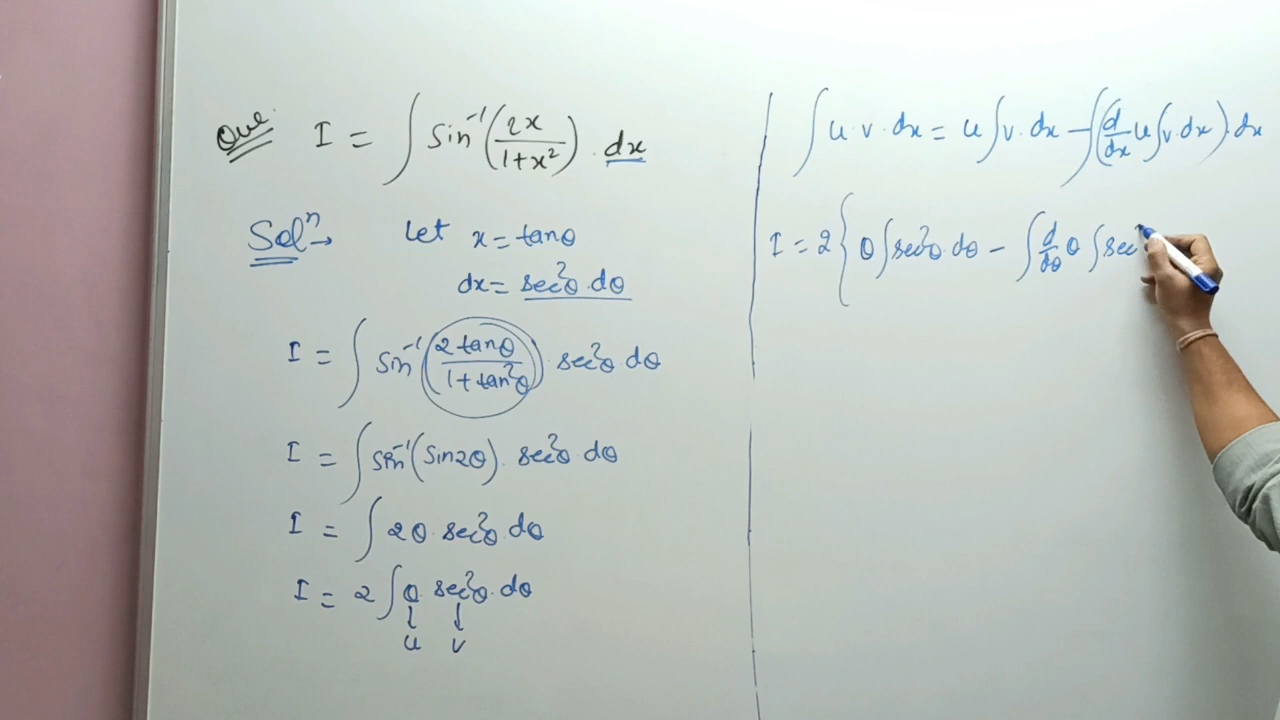 Que. I = ∫ sin⁻¹(2x/(1+x²)). dx
Solⁿ→ Let x = tanθ
dx = sec²θ·dθ
I = ∫ sin⁻¹(2 tanθ/(1+tan²θ)) sec²θ dθ
I = ∫ sin⁻¹(sin2θ). sec²θ dθ
I = ∫ 2θ. sec²θ dθ
I = 2∫ θ sec²θ·dθ
u v
∫ u v·dx = u∫v·dx − ∫(d/dx u∫v·dx)·dx
I = 2{ θ∫sec²θ·dθ − ∫ d/dθ θ ∫sec